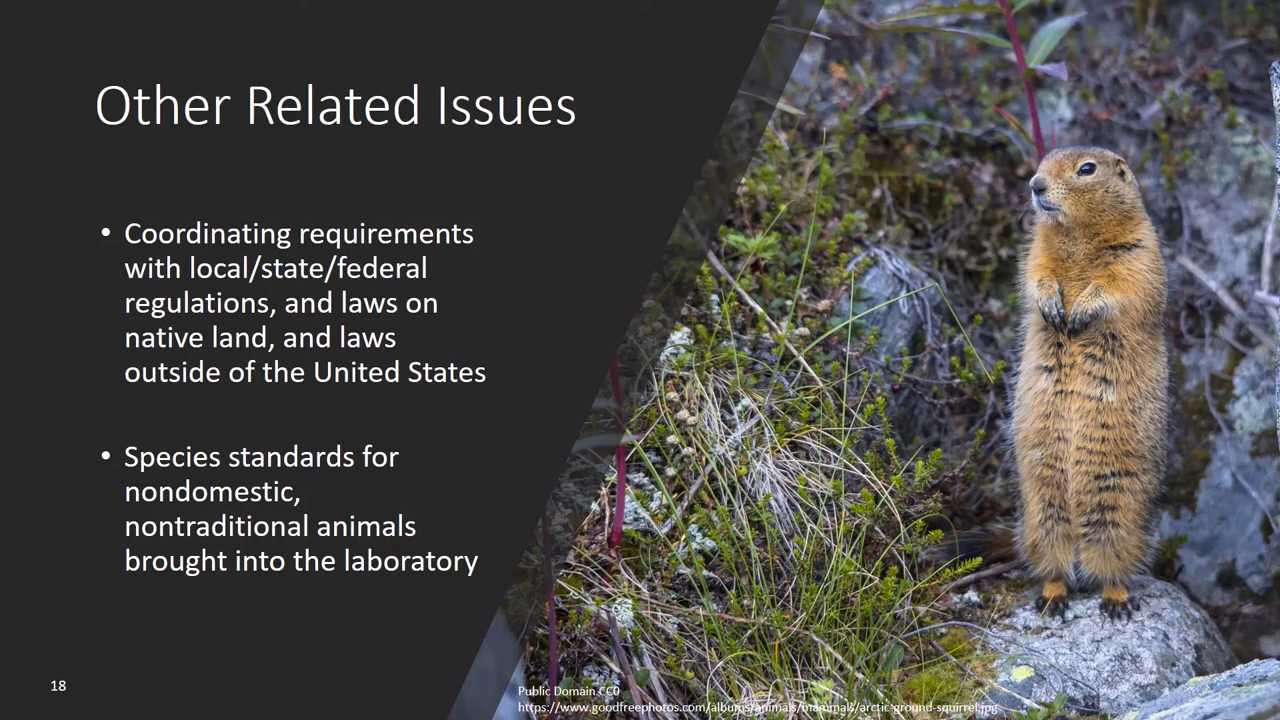 Other Related Issues
• Coordinating requirements
with local/state/federal
regulations, and laws on
native land, and laws
outside of the United States
• Species standards for
nondomestic,
nontraditional animals
brought into the laboratory
18
Public Domain CC0
https://www.goodfreephotos.com/albums/animals/mammals/arctic-ground-squirrel.jpg